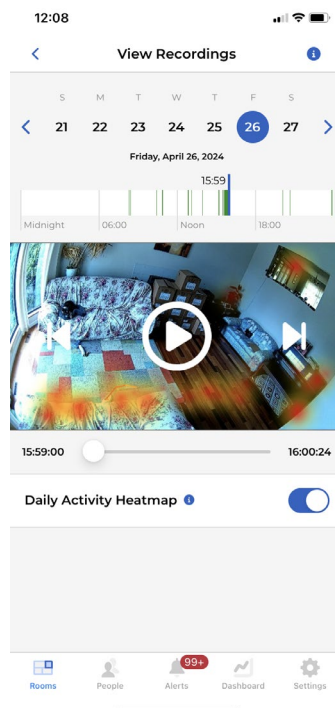 12:08
View Recordings
S M T W T F S
21 22 23 24 25 26 27
Friday, April 26, 2024
15:59
Midnight 06:00 Noon 18:00
15:59:00 16:00:24
Daily Activity Heatmap
99+
Rooms People Alerts Dashboard Settings